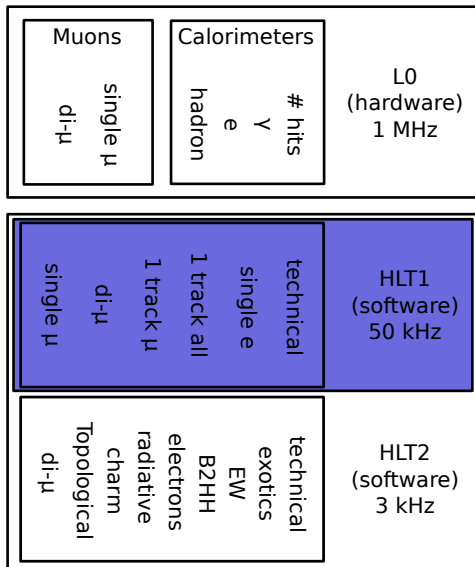 Muons
single μ
di-μ
Calorimeters
# hits
γ
e
hadron
L0
(hardware)
1 MHz
technical
single e
1 track all
1 track μ
di-μ
single μ
HLT1
(software)
50 kHz
technical
exotics
EW
B2HH
electrons
radiative
charm
Topological
di-μ
HLT2
(software)
3 kHz